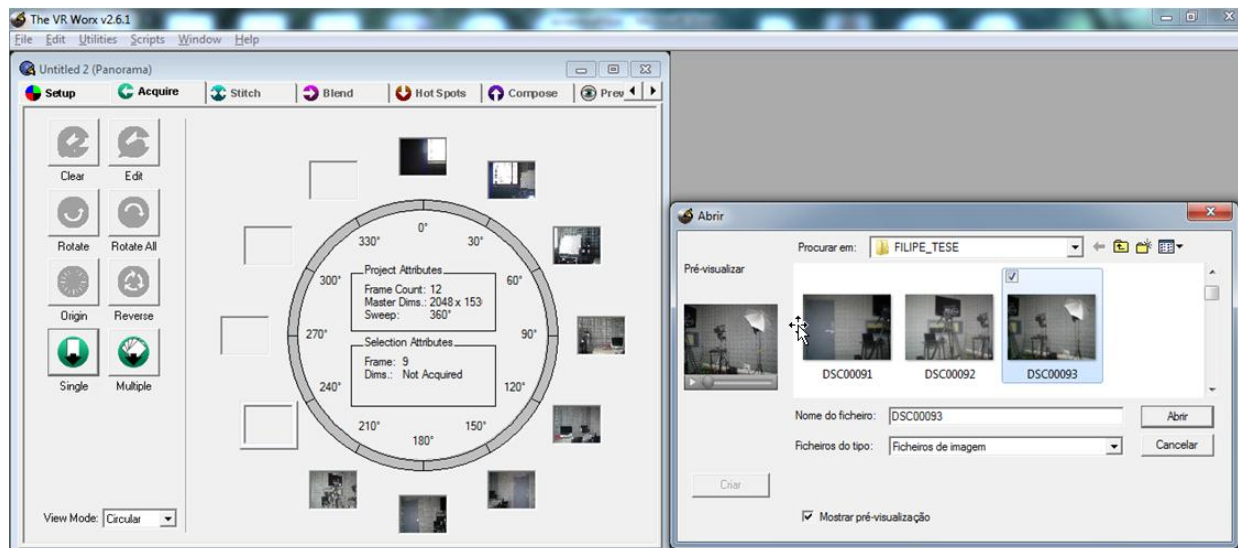 The VR Worx v2.6.1
File Edit Utilities Scripts Window Help
Untitled 2 (Panorama)
Setup Acquire Stitch Blend Hot Spots Compose Prev
Clear Edit
Rotate Rotate All
Origin Reverse
Single Multiple
View Mode: Circular
0°
30°
60°
90°
120°
150°
180°
210°
240°
270°
300°
330°
Project Attributes
Frame Count: 12
Master Dims.: 2048 x 153
Sweep: 360°
Selection Attributes
Frame: 9
Dims.: Not Acquired
Abrir
Procurar em: FILIPE_TESE
Pré-visualizar
DSC00091 DSC00092 DSC00093
Nome do ficheiro: DSC00093 Abrir
Ficheiros do tipo: Ficheiros de imagem Cancelar
Criar
Mostrar pré-visualização